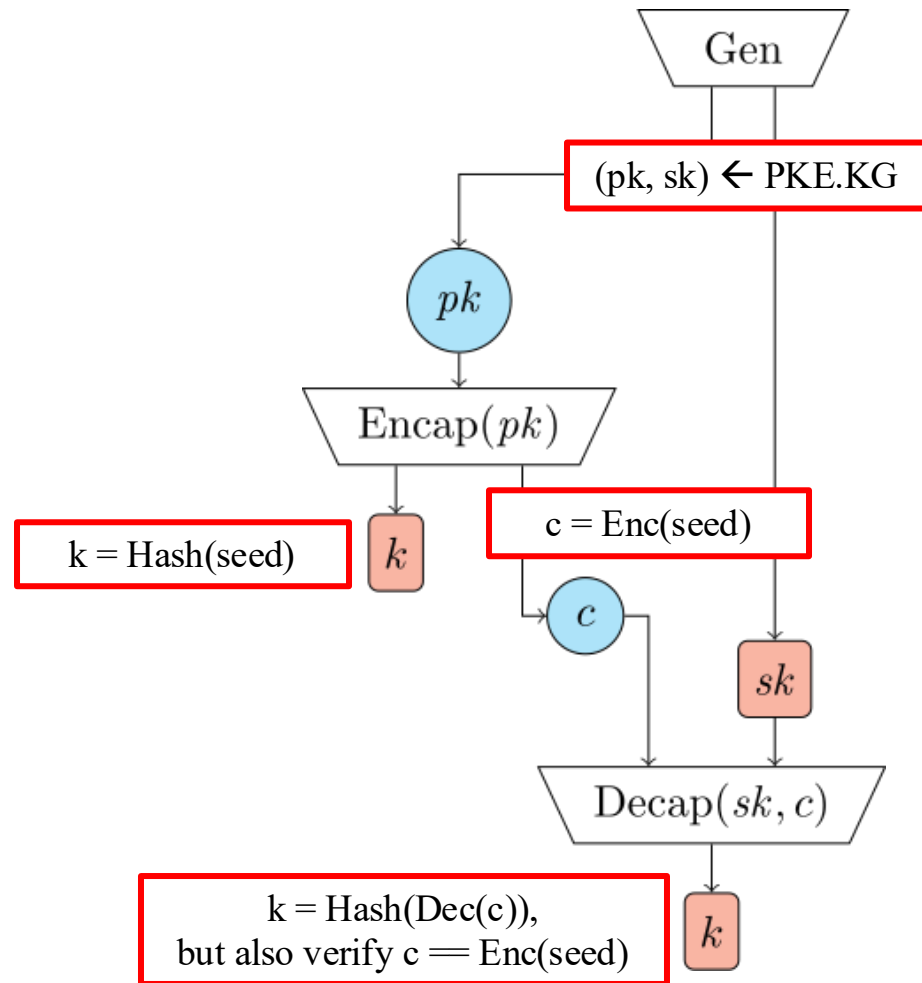 Gen
(pk, sk) ← PKE.KG
pk
Encap(pk)
k = Hash(seed)
k
c = Enc(seed)
c
sk
Decap(sk, c)
k = Hash(Dec(c)),
but also verify c == Enc(seed)
k